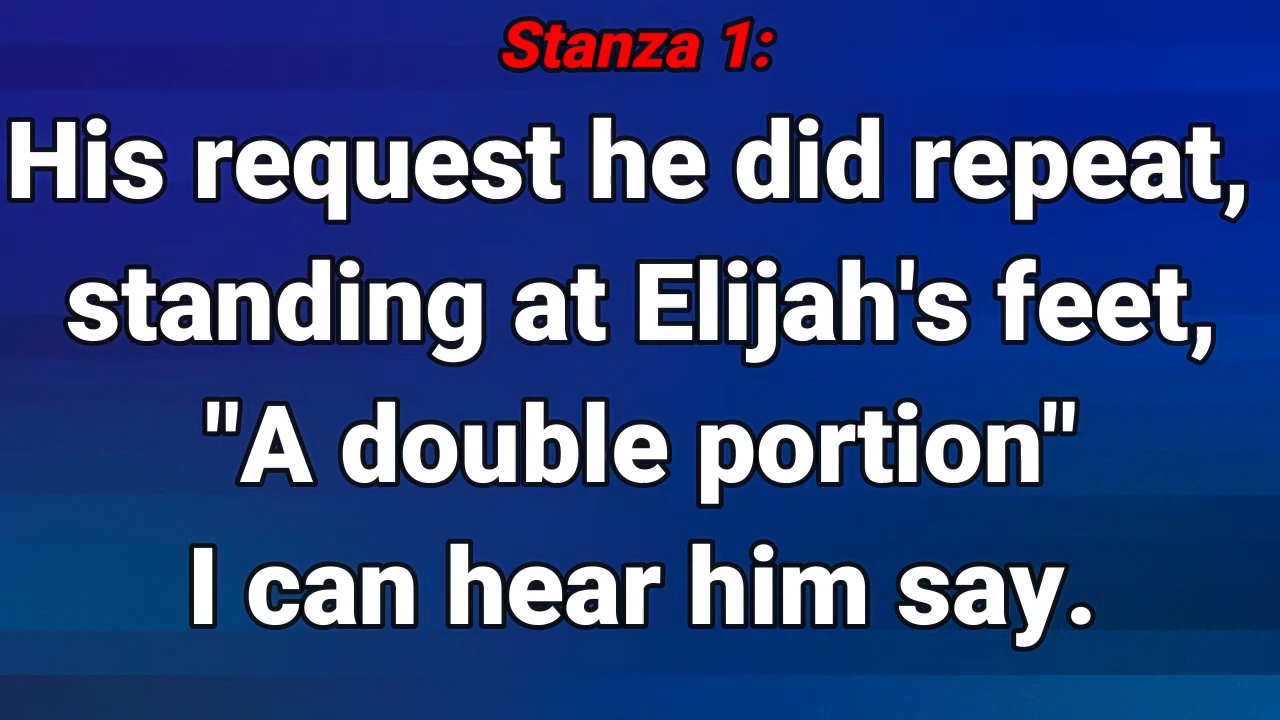 Stanza 1:
His request he did repeat,
standing at Elijah's feet,
"A double portion"
I can hear him say.